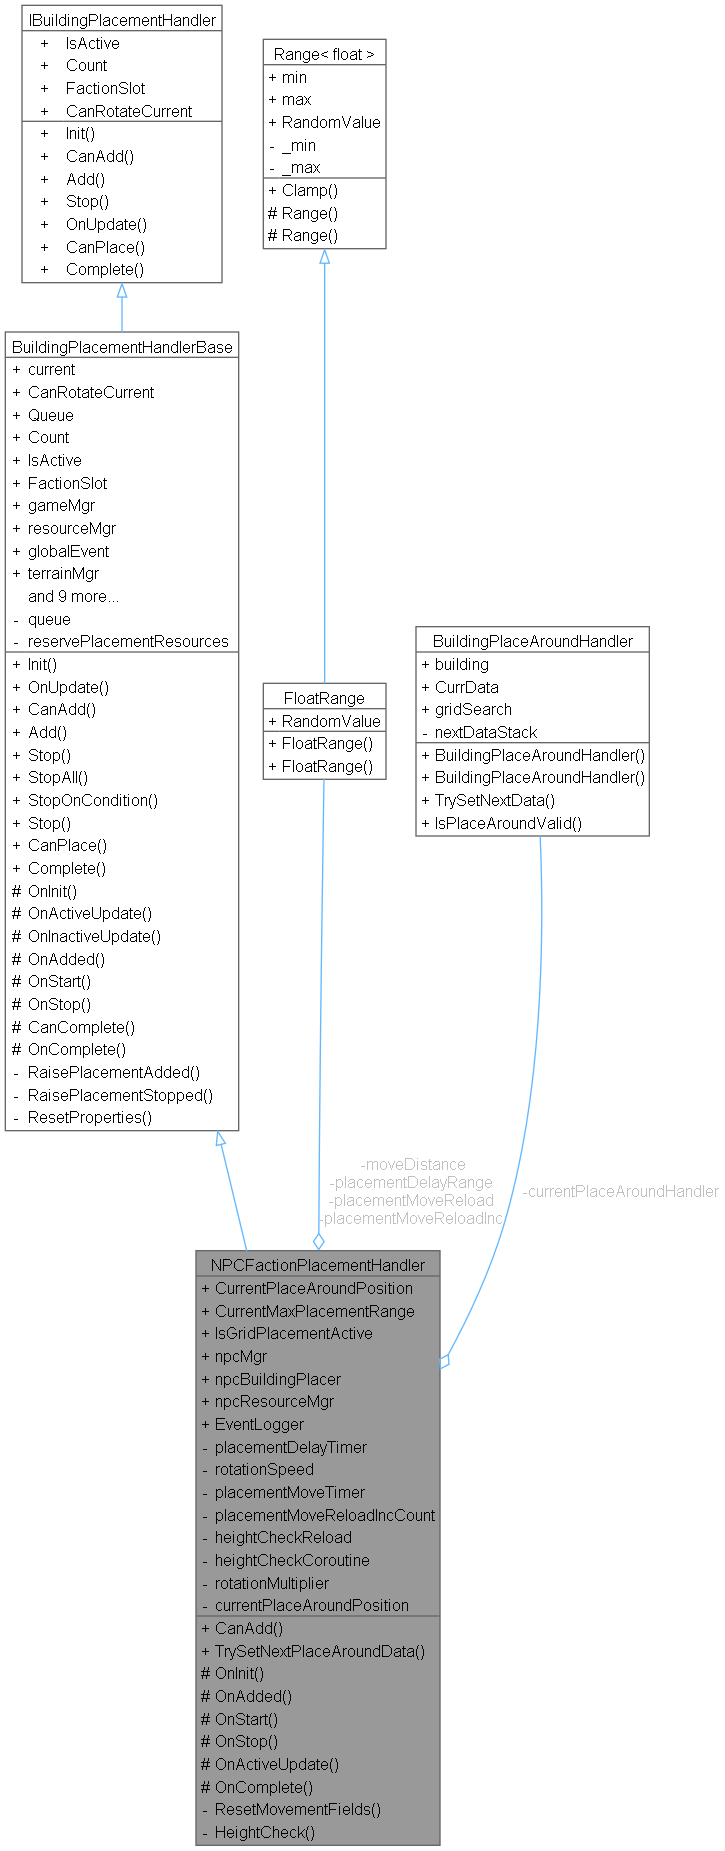 IBuildingPlacementHandler
+ IsActive
+ Count
+ FactionSlot
+ CanRotateCurrent
+ Init()
+ CanAdd()
+ Add()
+ Stop()
+ OnUpdate()
+ CanPlace()
+ Complete()
Range< float >
+ min
+ max
+ RandomValue
- _min
- _max
+ Clamp()
# Range()
# Range()
BuildingPlacementHandlerBase
+ current
+ CanRotateCurrent
+ Queue
+ Count
+ IsActive
+ FactionSlot
+ gameMgr
+ resourceMgr
+ globalEvent
+ terrainMgr
and 9 more...
- queue
- reservePlacementResources
+ Init()
+ OnUpdate()
+ CanAdd()
+ Add()
+ Stop()
+ StopAll()
+ StopOnCondition()
+ Stop()
+ CanPlace()
+ Complete()
# OnInit()
# OnActiveUpdate()
# OnInactiveUpdate()
# OnAdded()
# OnStart()
# OnStop()
# CanComplete()
# OnComplete()
- RaisePlacementAdded()
- RaisePlacementStopped()
- ResetProperties()
FloatRange
+ RandomValue
+ FloatRange()
+ FloatRange()
BuildingPlaceAroundHandler
+ building
+ CurrData
+ gridSearch
- nextDataStack
+ BuildingPlaceAroundHandler()
+ BuildingPlaceAroundHandler()
+ TrySetNextData()
+ IsPlaceAroundValid()
-moveDistance
-placementDelayRange
-placementMoveReload
-placementMoveReloadInc
-currentPlaceAroundHandler
NPCFactionPlacementHandler
+ CurrentPlaceAroundPosition
+ CurrentMaxPlacementRange
+ IsGridPlacementActive
+ npcMgr
+ npcBuildingPlacer
+ npcResourceMgr
+ EventLogger
- placementDelayTimer
- rotationSpeed
- placementMoveTimer
- placementMoveReloadIncCount
- heightCheckReload
- heightCheckCoroutine
- rotationMultiplier
- currentPlaceAroundPosition
+ CanAdd()
+ TrySetNextPlaceAroundData()
# OnInit()
# OnAdded()
# OnStart()
# OnStop()
# OnActiveUpdate()
# OnComplete()
- ResetMovementFields()
- HeightCheck()